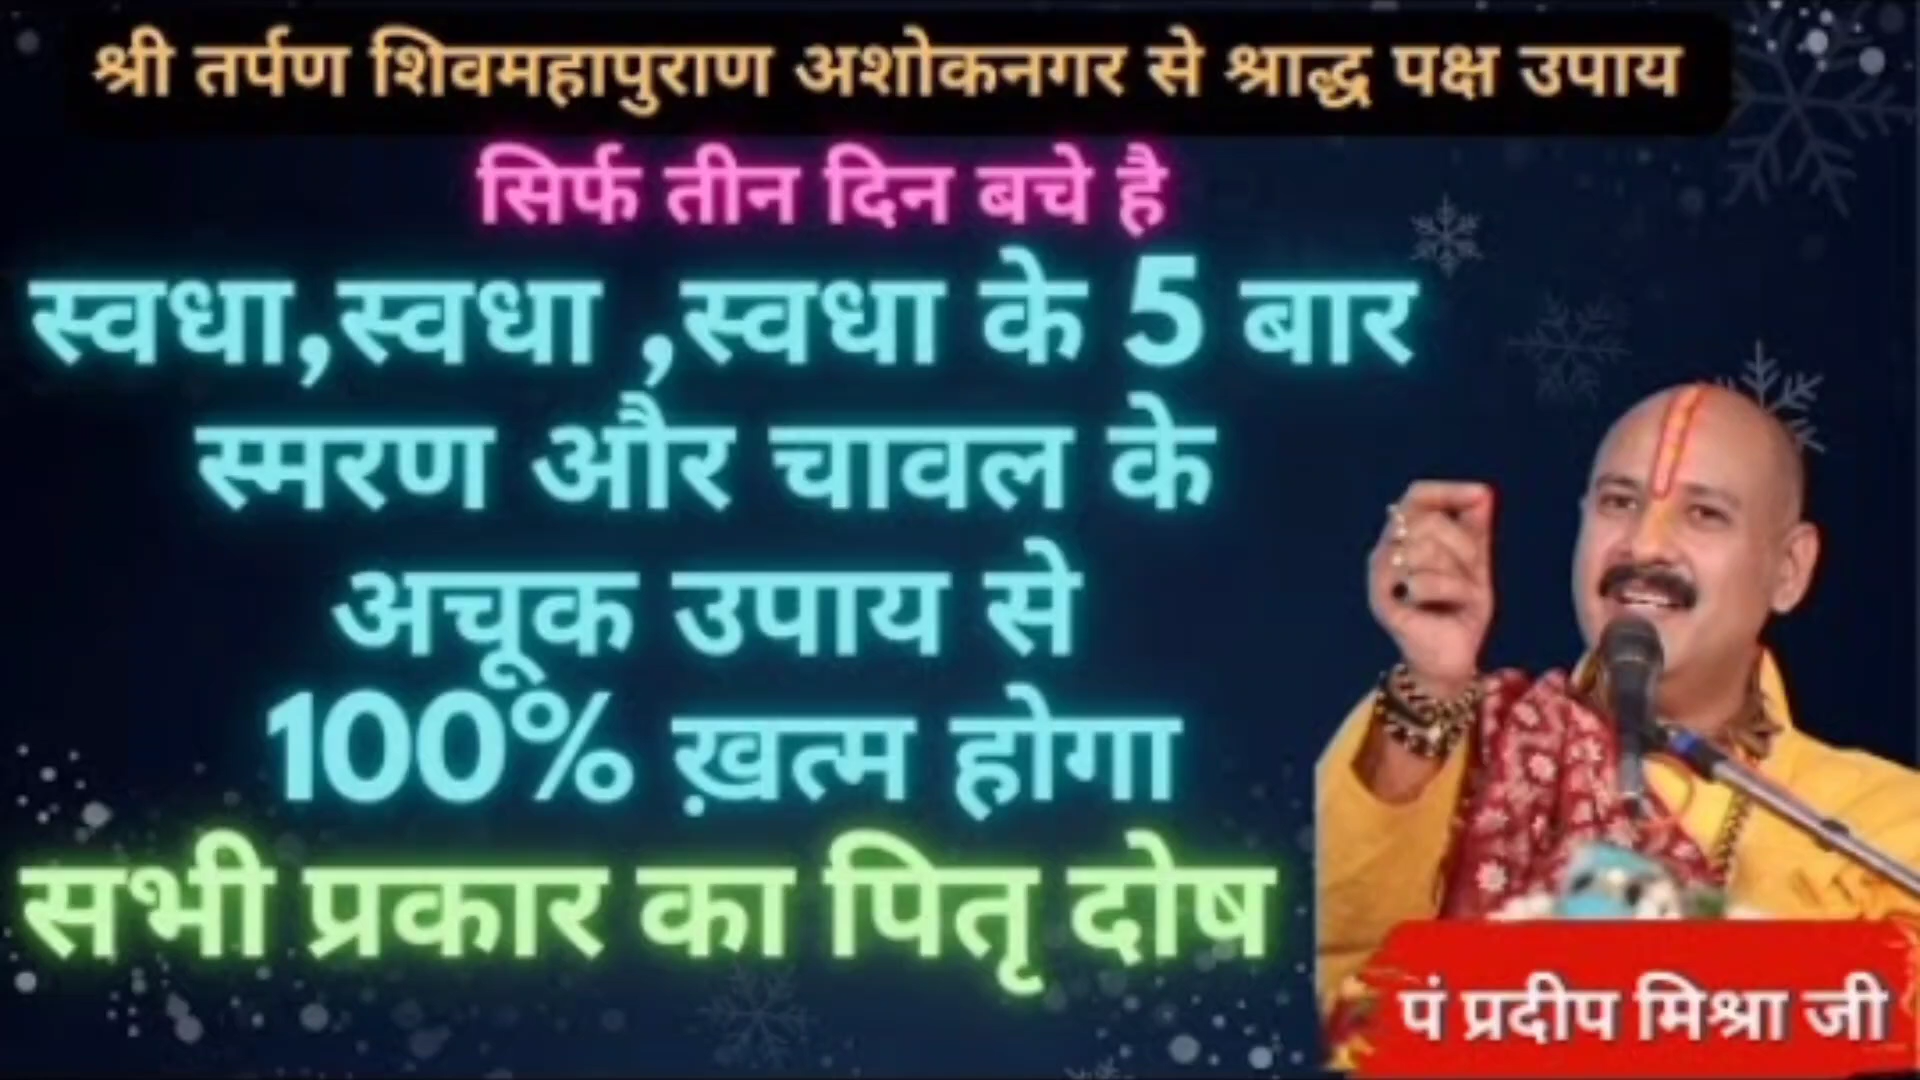 श्री तर्पण शिवमहापुराण अशोकनगर से श्राद्ध पक्ष उपाय
सिर्फ तीन दिन बचे है
स्वधा,स्वधा ,स्वधा के 5 बार
स्मरण और चावल के
अचूक उपाय से
100% ख़त्म होगा
सभी प्रकार का पितृ दोष
पं प्रदीप मिश्रा जी